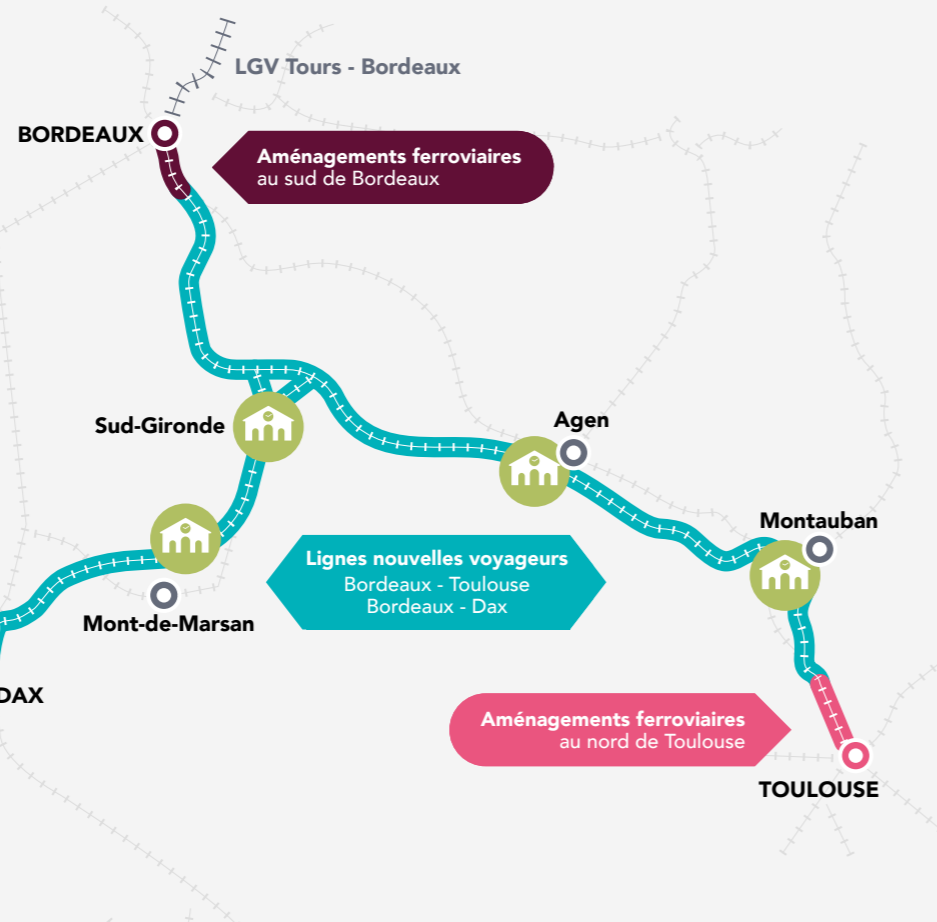 LGV Tours - Bordeaux
BORDEAUX
Aménagements ferroviaires
au sud de Bordeaux
Sud-Gironde
Agen
Montauban
Lignes nouvelles voyageurs
Bordeaux - Toulouse
Bordeaux - Dax
Mont-de-Marsan
DAX
Aménagements ferroviaires
au nord de Toulouse
TOULOUSE